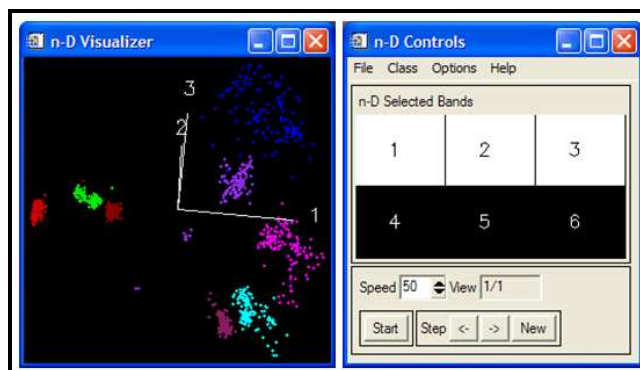 n-D Visualizer
3
2
1
n-D Controls
File Class Options Help
n-D Selected Bands
1 2 3
4 5 6
Speed 50 View 1/1
Start Step <- -> New